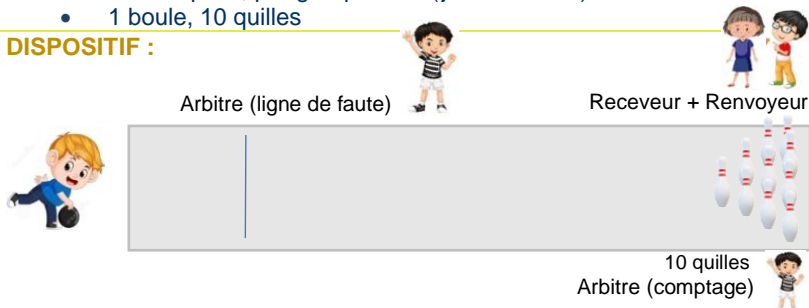 • 1 boule, 10 quilles
DISPOSITIF :
Arbitre (ligne de faute)
Receveur + Renvoyeur
10 quilles
Arbitre (comptage)